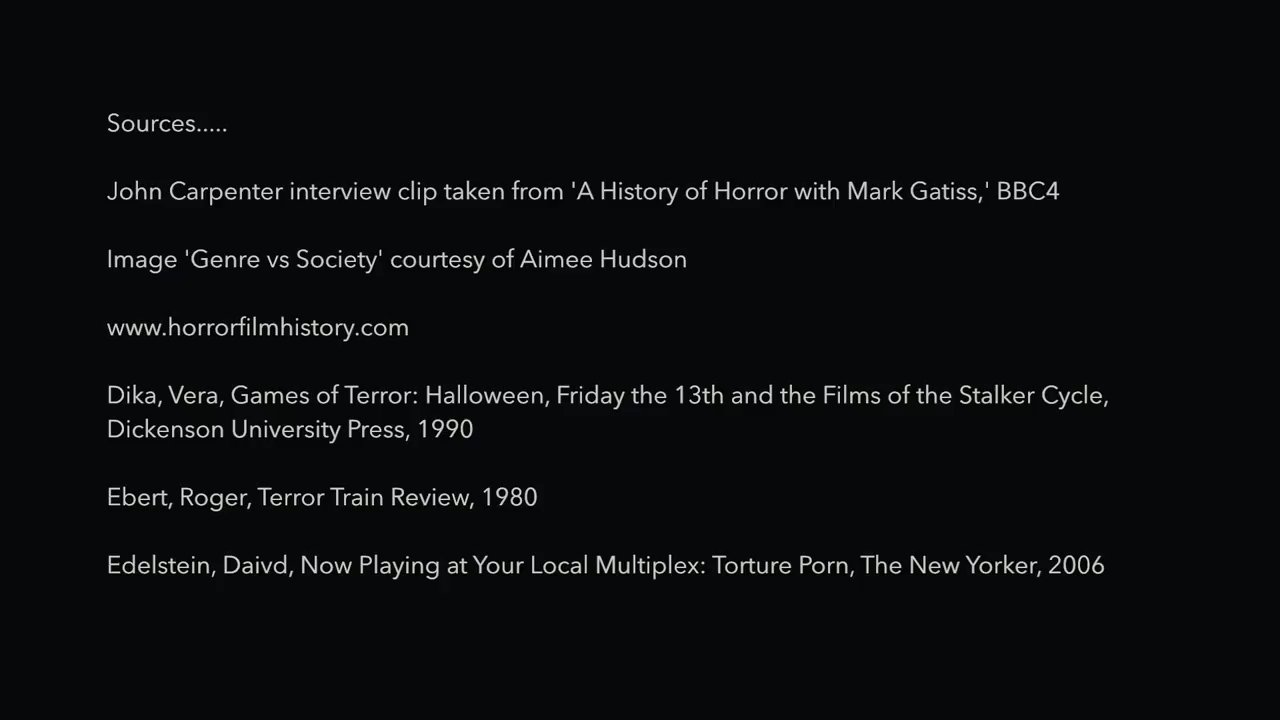 Sources.....
John Carpenter interview clip taken from 'A History of Horror with Mark Gatiss,' BBC4
Image 'Genre vs Society' courtesy of Aimee Hudson
www.horrorfilmhistory.com
Dika, Vera, Games of Terror: Halloween, Friday the 13th and the Films of the Stalker Cycle,
Dickenson University Press, 1990
Ebert, Roger, Terror Train Review, 1980
Edelstein, Daivd, Now Playing at Your Local Multiplex: Torture Porn, The New Yorker, 2006